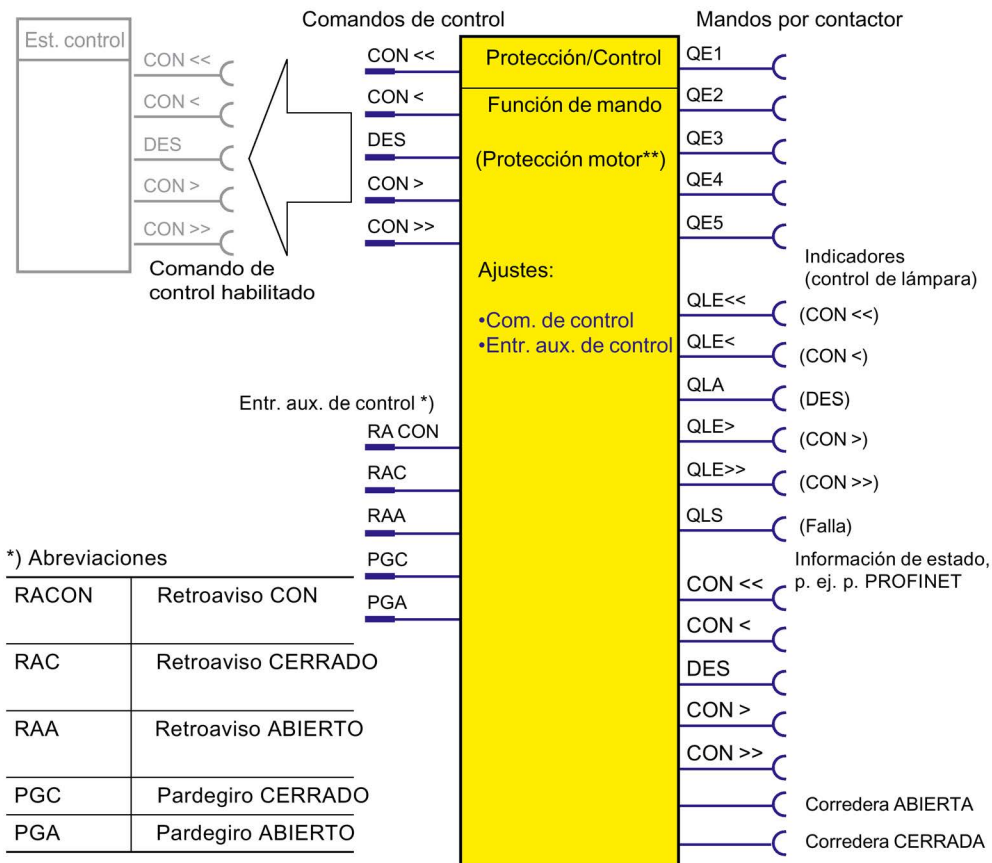 Comandos de control
Mandos por contactor
Est. control
CON <<
CON <
DES
CON >
CON >>
Comando de
control habilitado
CON <<
CON <
DES
CON >
CON >>
Protección/Control
Función de mando
(Protección motor**)
Ajustes:
•Com. de control
•Entr. aux. de control
QE1
QE2
QE3
QE4
QE5
Indicadores
(control de lámpara)
QLE<<
(CON <<)
QLE<
(CON <)
QLA
(DES)
QLE>
(CON >)
QLE>>
(CON >>)
QLS
(Falla)
Entr. aux. de control *)
RA CON
RAC
RAA
PGC
PGA
Información de estado,
p. ej. p. PROFINET
CON <<
CON <
DES
CON >
CON >>
Corredera ABIERTA
Corredera CERRADA
*) Abreviaciones
RACON Retroaviso CON
RAC Retroaviso CERRADO
RAA Retroaviso ABIERTO
PGC Pardegiro CERRADO
PGA Pardegiro ABIERTO